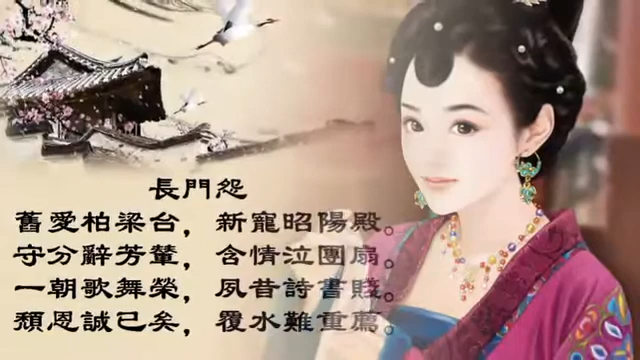 長門怨
舊愛柏梁台，新寵昭陽殿。
守分辭芳輦，含情泣團扇。
一朝歌舞榮，夙昔詩書賤。
頹恩誠已矣，覆水難重薦。